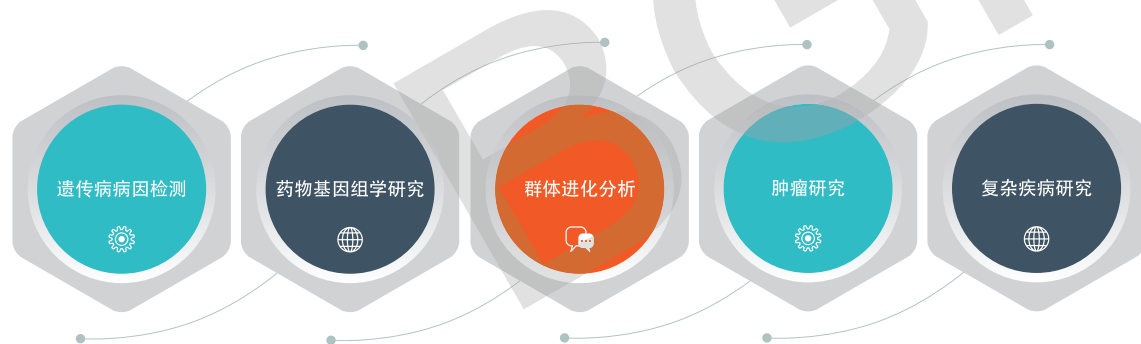 遗传病病因检测
药物基因组学研究
群体进化分析
肿瘤研究
复杂疾病研究